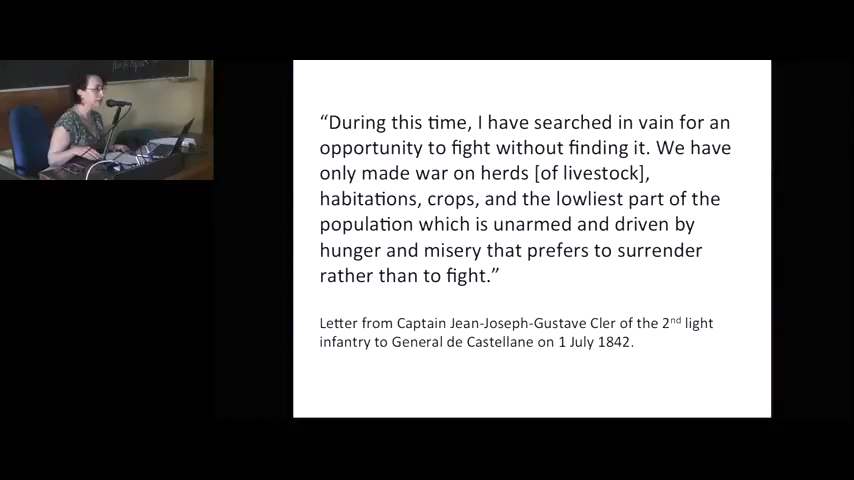 “During this time, I have searched in vain for an
opportunity to fight without finding it. We have
only made war on herds [of livestock],
habitations, crops, and the lowliest part of the
population which is unarmed and driven by
hunger and misery that prefers to surrender
rather than to fight.”
Letter from Captain Jean-Joseph-Gustave Cler of the 2nd light
infantry to General de Castellane on 1 July 1842.